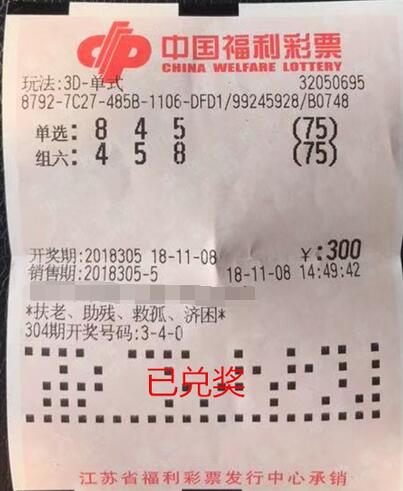 中国福利彩票
CHINA WELFARE LOTTERY
玩法:3D-单式 32050695
8792-7C27-485B-1106-DFD1/99245928/B0748
单选:8 4 5 (75)
组六:4 5 8 (75)
开奖期:2018305 18-11-08 ¥:300
销售期:2018305-5 18-11-08 14:49:42
*扶老、助残、救孤、济困*
304期开奖号码:3-4-0
已兑奖
江苏省福利彩票发行中心承销